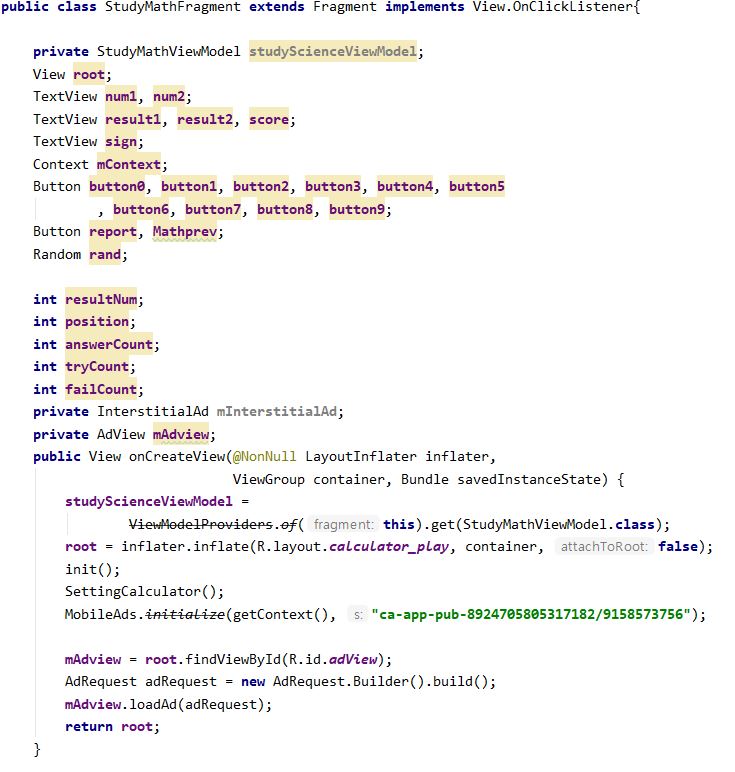 public class StudyMathFragment extends Fragment implements View.OnClickListener{
private StudyMathViewModel studyScienceViewModel;
View root;
TextView num1, num2;
TextView result1, result2, score;
TextView sign;
Context mContext;
Button button0, button1, button2, button3, button4, button5
, button6, button7, button8, button9;
Button report, Mathprev;
Random rand;
int resultNum;
int position;
int answerCount;
int tryCount;
int failCount;
private InterstitialAd mInterstitialAd;
private AdView mAdview;
public View onCreateView(@NonNull LayoutInflater inflater,
ViewGroup container, Bundle savedInstanceState) {
studyScienceViewModel =
ViewModelProviders.of( fragment: this).get(StudyMathViewModel.class);
root = inflater.inflate(R.layout.calculator_play, container, attachToRoot: false);
init();
SettingCalculator();
MobileAds.initialize(getContext(), s: "ca-app-pub-8924705805317182/9158573756");
mAdview = root.findViewById(R.id.adView);
AdRequest adRequest = new AdRequest.Builder().build();
mAdview.loadAd(adRequest);
return root;
}